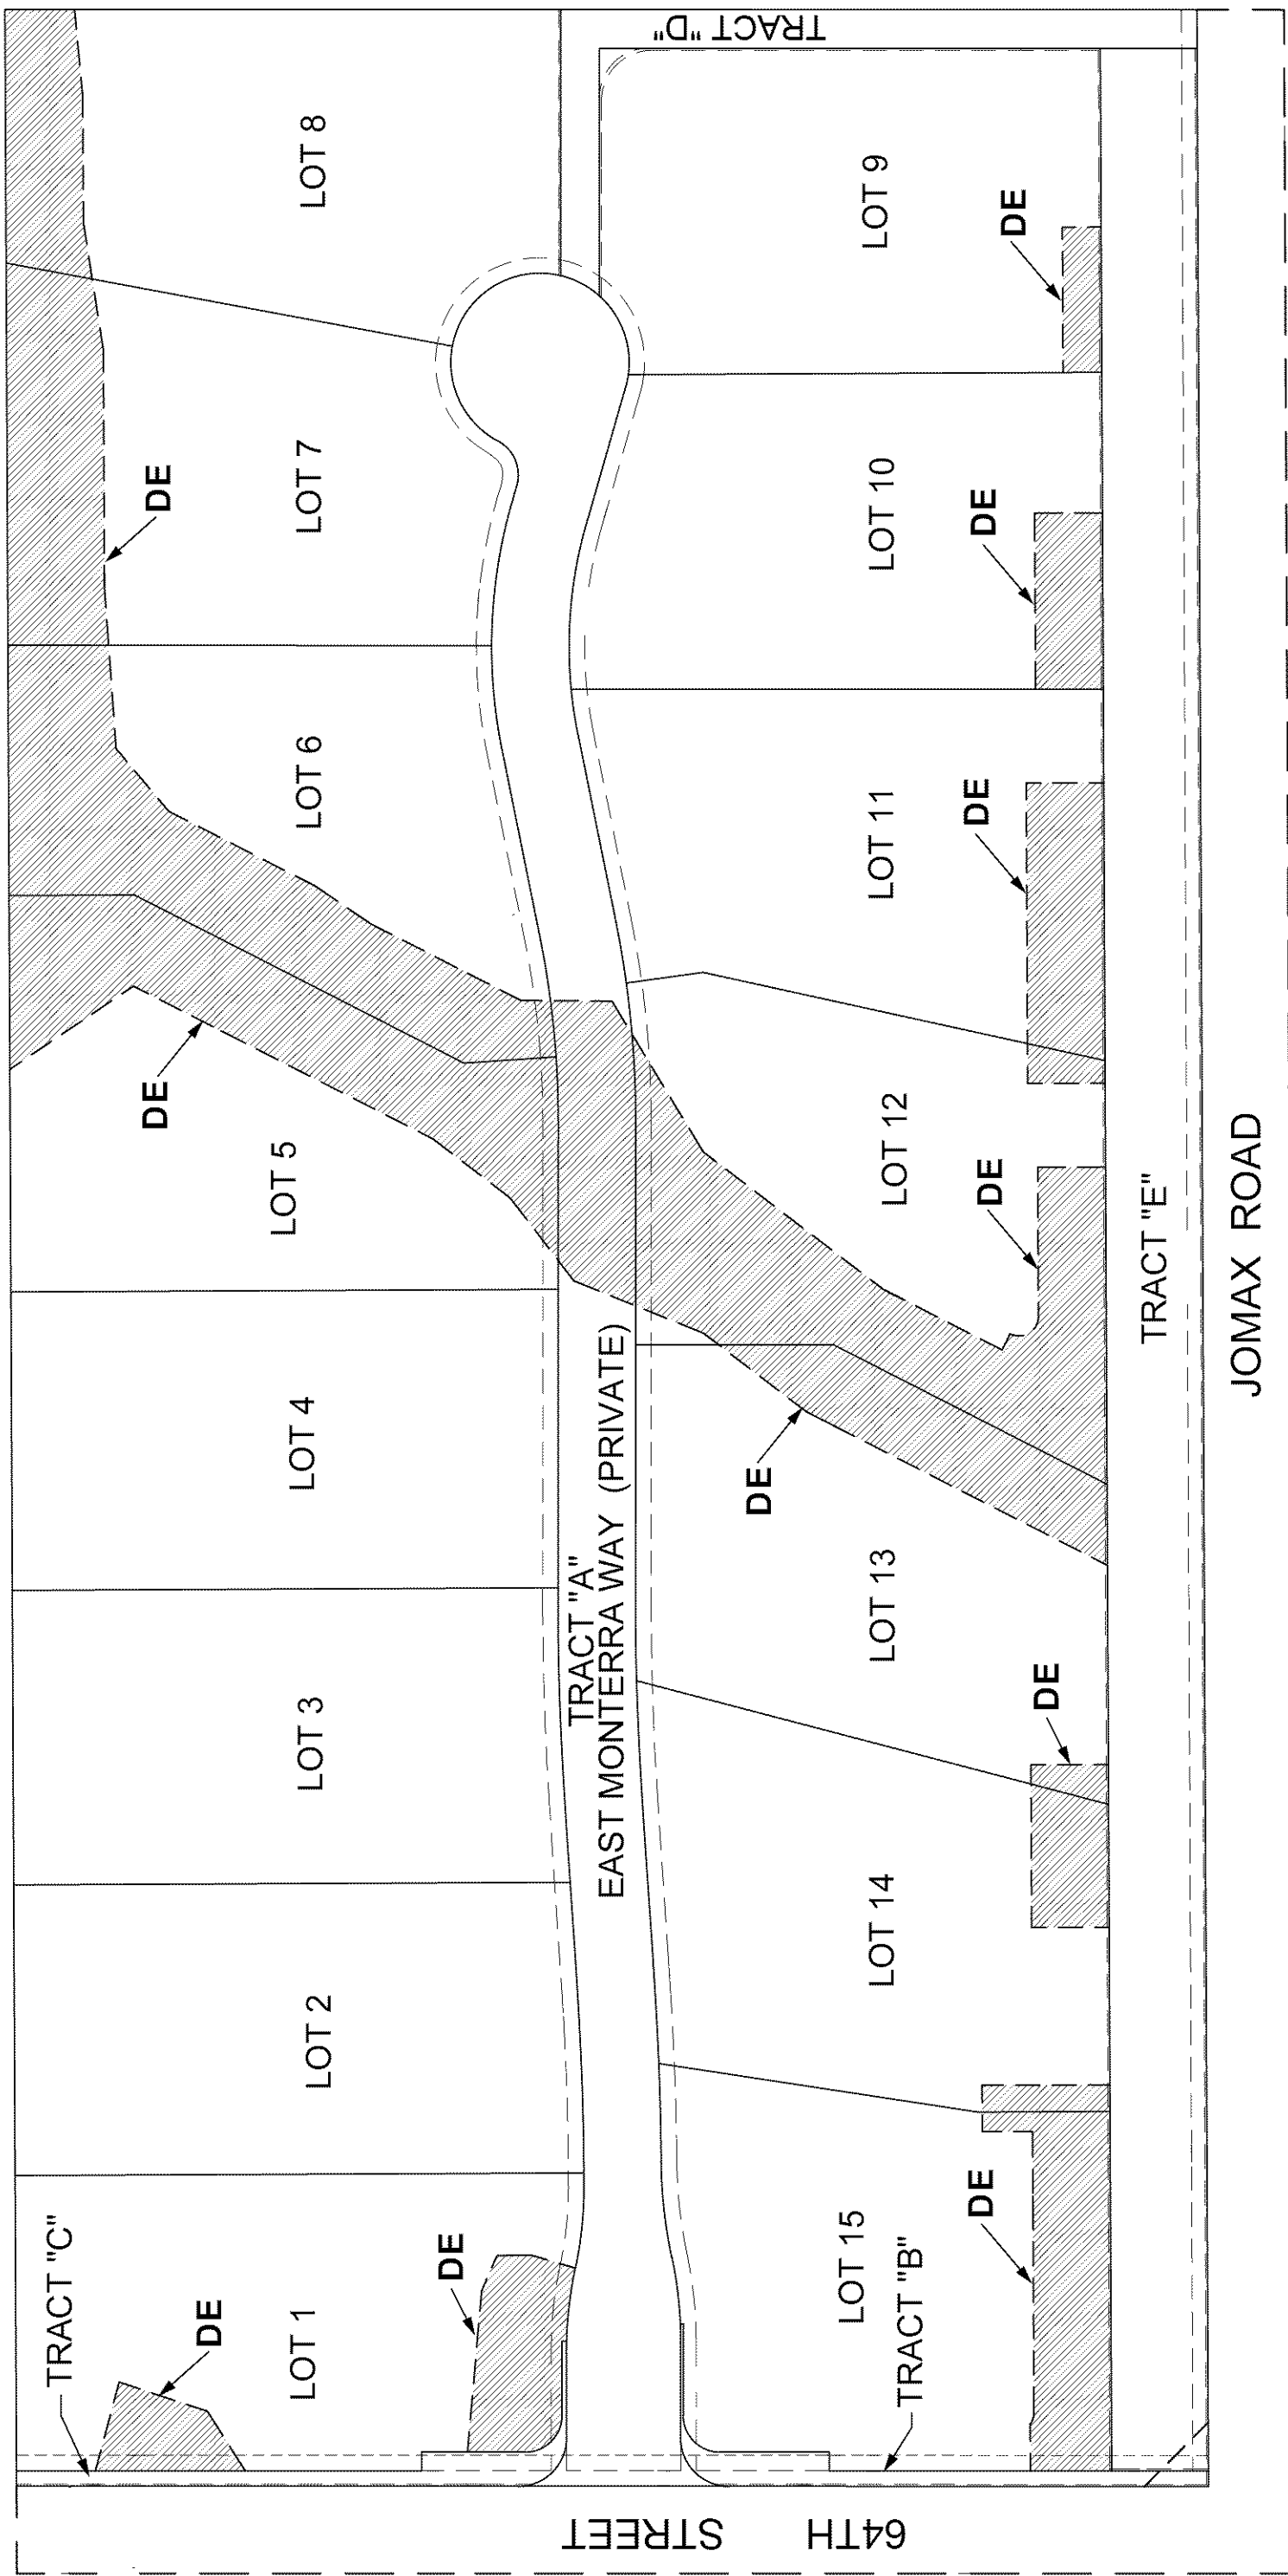 TRACT "C"
DE
LOT 1
DE
LOT 2
LOT 3
LOT 4
LOT 5
DE
LOT 6
LOT 7
DE
LOT 8
TRACT "D"
TRACT "A"
EAST MONTERRA WAY (PRIVATE)
LOT 15
TRACT "B"
DE
LOT 14
DE
LOT 13
DE
LOT 12
DE
LOT 11
DE
LOT 10
DE
LOT 9
DE
TRACT "E"
JOMAX ROAD
64TH
STREET